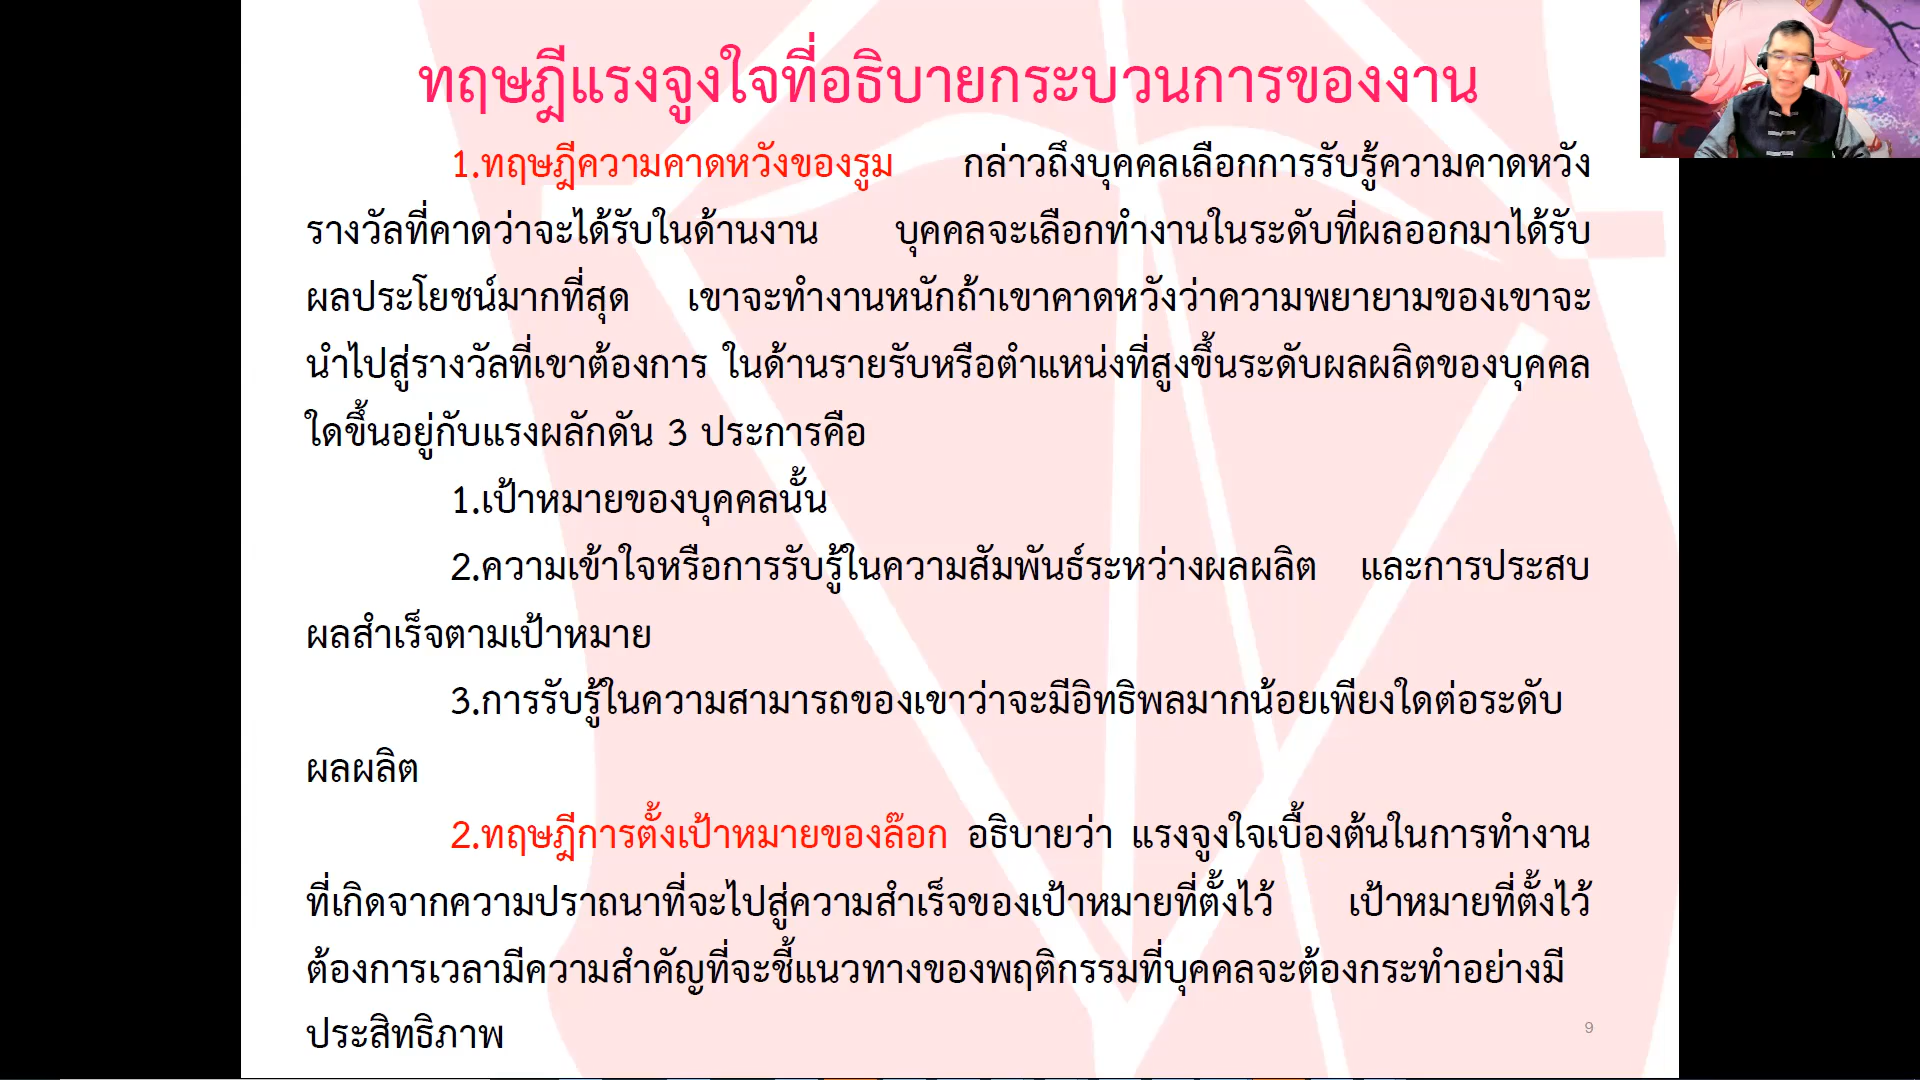 ทฤษฎีแรงจูงใจที่อธิบายกระบวนการของงาน
1.ทฤษฎีความคาดหวังของรูม กล่าวถึงบุคคลเลือกการรับรู้ความคาดหวัง
รางวัลที่คาดว่าจะได้รับในด้านงาน บุคคลจะเลือกทำงานในระดับที่ผลออกมาได้รับ
ผลประโยชน์มากที่สุด เขาจะทำงานหนักถ้าเขาคาดหวังว่าความพยายามของเขาจะ
นำไปสู่รางวัลที่เขาต้องการ ในด้านรายรับหรือตำแหน่งที่สูงขึ้นระดับผลผลิตของบุคคล
ใดขึ้นอยู่กับแรงผลักดัน 3 ประการคือ
1.เป้าหมายของบุคคลนั้น
2.ความเข้าใจหรือการรับรู้ในความสัมพันธ์ระหว่างผลผลิต และการประสบ
ผลสำเร็จตามเป้าหมาย
3.การรับรู้ในความสามารถของเขาว่าจะมีอิทธิพลมากน้อยเพียงใดต่อระดับ
ผลผลิต
2.ทฤษฎีการตั้งเป้าหมายของล๊อก อธิบายว่า แรงจูงใจเบื้องต้นในการทำงาน
ที่เกิดจากความปราถนาที่จะไปสู่ความสำเร็จของเป้าหมายที่ตั้งไว้ เป้าหมายที่ตั้งไว้
ต้องการเวลามีความสำคัญที่จะชี้แนวทางของพฤติกรรมที่บุคคลจะต้องกระทำอย่างมี
ประสิทธิภาพ
9